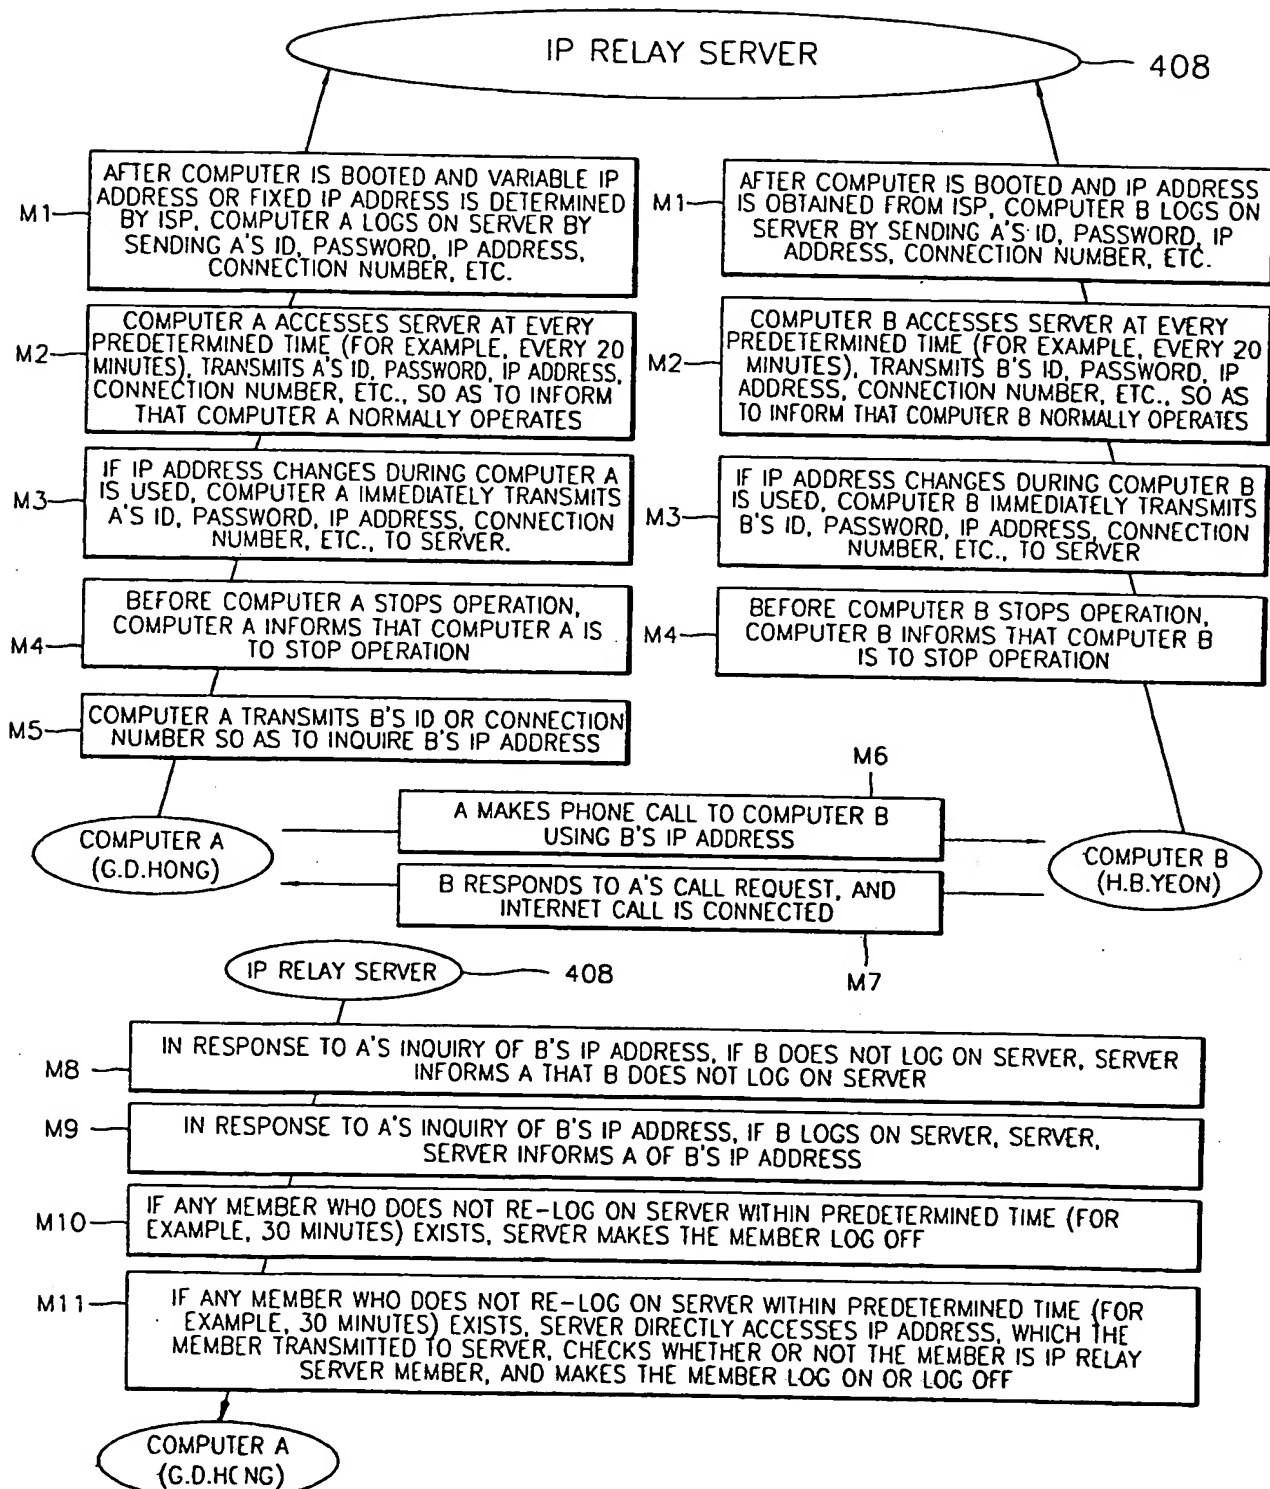 IP RELAY SERVER
408
M1
AFTER COMPUTER IS BOOTED AND VARIABLE IP
ADDRESS OR FIXED IP ADDRESS IS DETERMINED
BY ISP, COMPUTER A LOGS ON SERVER BY
SENDING A'S ID, PASSWORD, IP ADDRESS,
CONNECTION NUMBER, ETC.
M2
COMPUTER A ACCESSES SERVER AT EVERY
PREDETERMINED TIME (FOR EXAMPLE, EVERY 20
MINUTES), TRANSMITS A'S ID, PASSWORD, IP ADDRESS,
CONNECTION NUMBER, ETC., SO AS TO INFORM
THAT COMPUTER A NORMALLY OPERATES
M3
IF IP ADDRESS CHANGES DURING COMPUTER A
IS USED, COMPUTER A IMMEDIATELY TRANSMITS
A'S ID, PASSWORD, IP ADDRESS, CONNECTION
NUMBER, ETC., TO SERVER.
M4
BEFORE COMPUTER A STOPS OPERATION,
COMPUTER A INFORMS THAT COMPUTER A IS
TO STOP OPERATION
M5
COMPUTER A TRANSMITS B'S ID OR CONNECTION
NUMBER SO AS TO INQUIRE B'S IP ADDRESS
M1
AFTER COMPUTER IS BOOTED AND IP ADDRESS
IS OBTAINED FROM ISP, COMPUTER B LOGS ON
SERVER BY SENDING A'S ID, PASSWORD, IP
ADDRESS, CONNECTION NUMBER, ETC.
M2
COMPUTER B ACCESSES SERVER AT EVERY
PREDETERMINED TIME (FOR EXAMPLE, EVERY 20
MINUTES), TRANSMITS B'S ID, PASSWORD, IP
ADDRESS, CONNECTION NUMBER, ETC., SO AS
TO INFORM THAT COMPUTER B NORMALLY OPERATES
M3
IF IP ADDRESS CHANGES DURING COMPUTER B
IS USED, COMPUTER B IMMEDIATELY TRANSMITS
B'S ID, PASSWORD, IP ADDRESS, CONNECTION
NUMBER, ETC., TO SERVER
M4
BEFORE COMPUTER B STOPS OPERATION,
COMPUTER B INFORMS THAT COMPUTER B
IS TO STOP OPERATION
M6
A MAKES PHONE CALL TO COMPUTER B
USING B'S IP ADDRESS
COMPUTER A
(G.D.HONG)
COMPUTER B
(H.B.YEON)
B RESPONDS TO A'S CALL REQUEST, AND
INTERNET CALL IS CONNECTED
M7
IP RELAY SERVER
408
M8
IN RESPONSE TO A'S INQUIRY OF B'S IP ADDRESS, IF B DOES NOT LOG ON SERVER, SERVER
INFORMS A THAT B DOES NOT LOG ON SERVER
M9
IN RESPONSE TO A'S INQUIRY OF B'S IP ADDRESS, IF B LOGS ON SERVER, SERVER,
SERVER INFORMS A OF B'S IP ADDRESS
M10
IF ANY MEMBER WHO DOES NOT RE-LOG ON SERVER WITHIN PREDETERMINED TIME (FOR
EXAMPLE, 30 MINUTES) EXISTS, SERVER MAKES THE MEMBER LOG OFF
M11
IF ANY MEMBER WHO DOES NOT RE-LOG ON SERVER WITHIN PREDETERMINED TIME (FOR
EXAMPLE, 30 MINUTES) EXISTS, SERVER DIRECTLY ACCESSES IP ADDRESS, WHICH THE
MEMBER TRANSMITTED TO SERVER, CHECKS WHETHER OR NOT THE MEMBER IS IP RELAY
SERVER MEMBER, AND MAKES THE MEMBER LOG ON OR LOG OFF
COMPUTER A
(G.D.HONG)